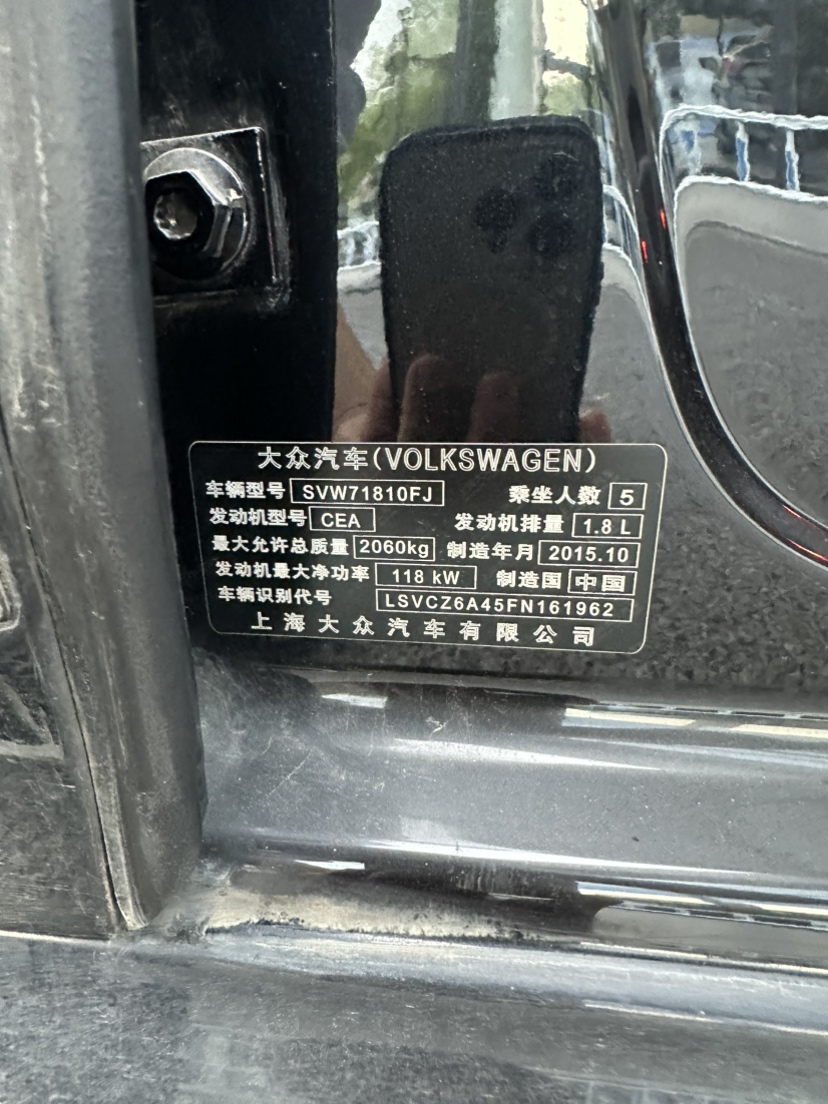 大众汽车(VOLKSWAGEN)
车辆型号 SVW71810FJ 乘坐人数 5
发动机型号 CEA 发动机排量 1.8 L
最大允许总质量 2060kg 制造年月 2015.10
发动机最大净功率 118 kW 制造国 中国
车辆识别代号 LSVCZ6A45FN161962
上海大众汽车有限公司